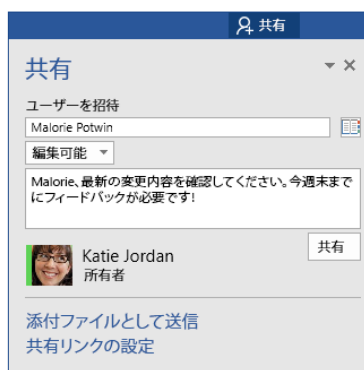 共有
共有
ユーザーを招待
Malorie Potwin
編集可能
Malorie、最新の変更内容を確認してください。今週末まで
にフィードバックが必要です!
共有
Katie Jordan
所有者
添付ファイルとして送信
共有リンクの設定